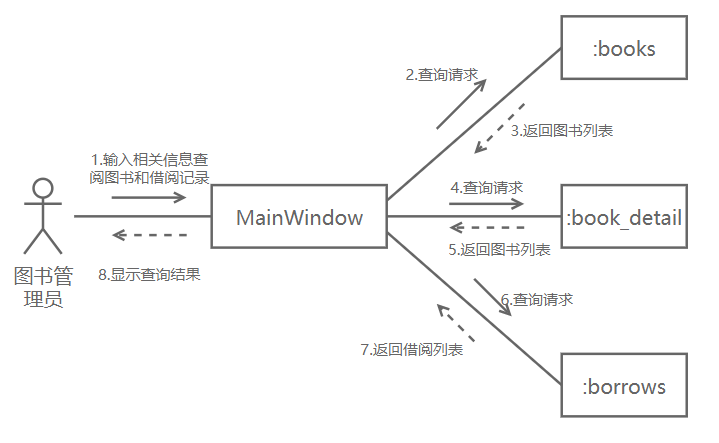 :books
2.查询请求
3.返回图书列表
1.输入相关信息查
阅图书和借阅记录
4.查询请求
MainWindow
:book_detail
5.返回图书列表
8.显示查询结果
图书管
理员
6.查询请求
7.返回借阅列表
:borrows